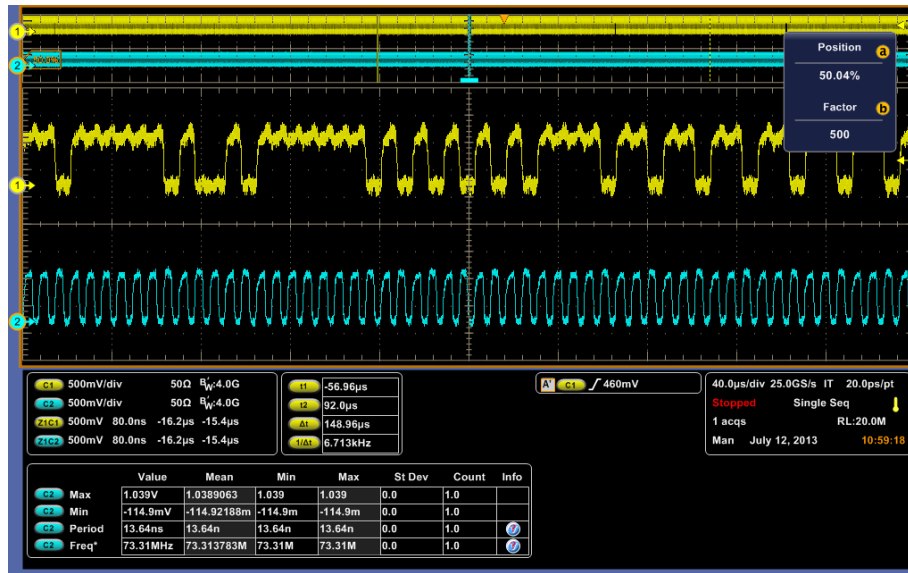 1
2
Position a
50.04%
Factor b
500
1
2
C1 500mV/div 50Ω BW:4.0G
C2 500mV/div 50Ω BW:4.0G
Z1C1 500mV 80.0ns -16.2µs -15.4µs
Z1C2 500mV 80.0ns -16.2µs -15.4µs
t1 -56.96µs
t2 92.0µs
Δt 148.96µs
1/Δt 6.713kHz
A' C1 460mV
40.0µs/div 25.0GS/s IT 20.0ps/pt
Stopped Single Seq
1 acqs RL:20.0M
Man July 12, 2013 10:59:18
Value Mean Min Max St Dev Count Info
C2 Max 1.039V 1.0389063 1.039 1.039 0.0 1.0
C2 Min -114.9mV -114.92188m -114.9m -114.9m 0.0 1.0
C2 Period 13.64ns 13.64n 13.64n 13.64n 0.0 1.0
C2 Freq* 73.31MHz 73.313783M 73.31M 73.31M 0.0 1.0